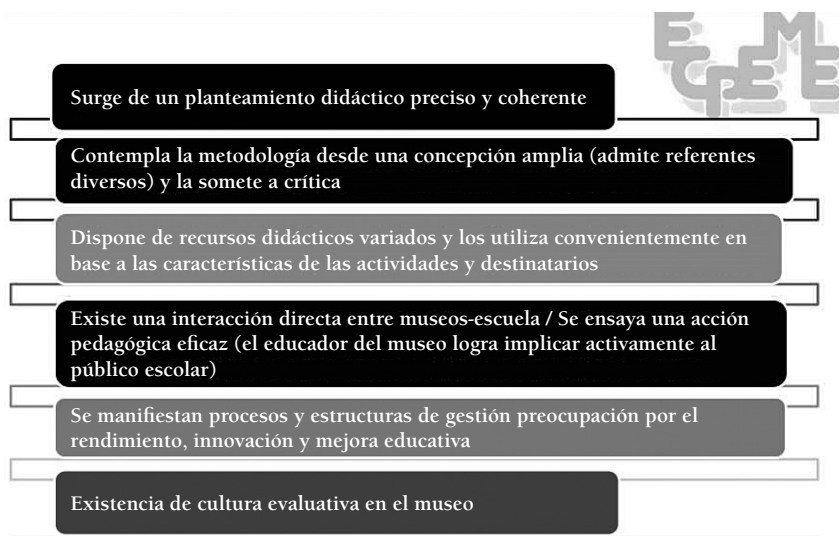 ECPEME
Surge de un planteamiento didáctico preciso y coherente
Contempla la metodología desde una concepción amplia (admite referentes
diversos) y la somete a crítica
Dispone de recursos didácticos variados y los utiliza convenientemente en
base a las características de las actividades y destinatarios
Existe una interacción directa entre museos-escuela / Se ensaya una acción
pedagógica eficaz (el educador del museo logra implicar activamente al
público escolar)
Se manifiestan procesos y estructuras de gestión preocupación por el
rendimiento, innovación y mejora educativa
Existencia de cultura evaluativa en el museo